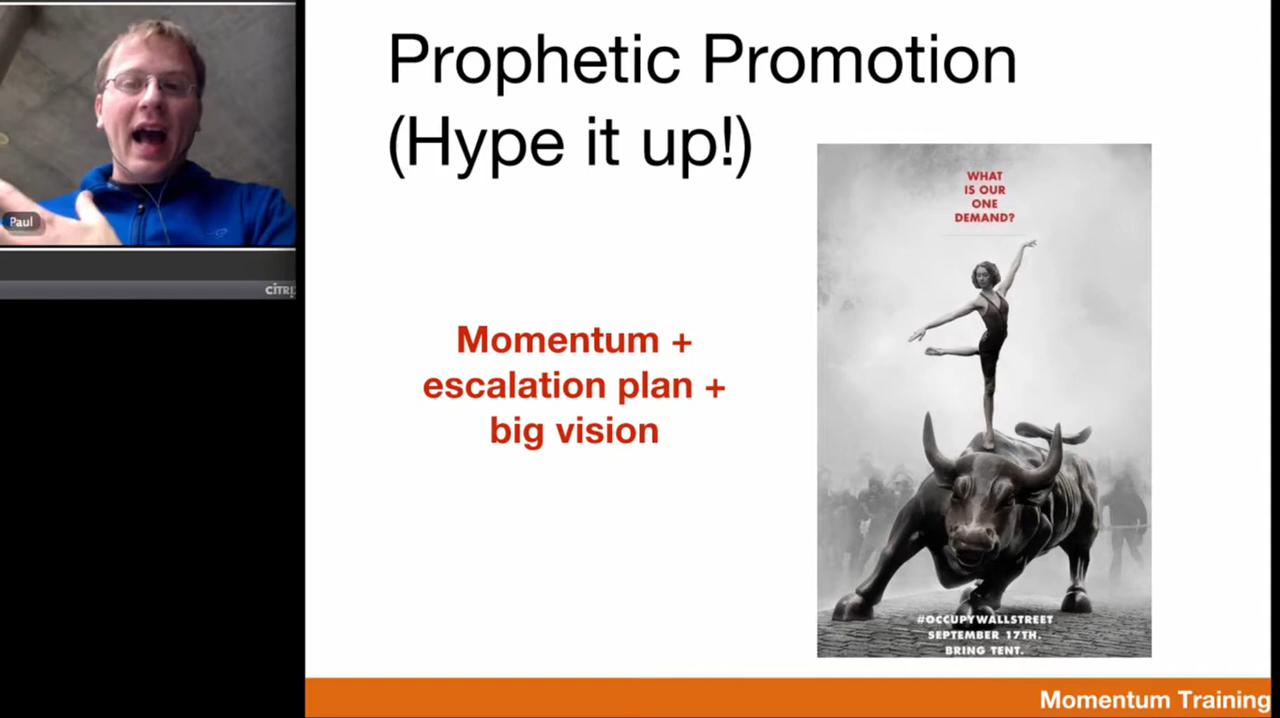 Prophetic Promotion
(Hype it up!)
Paul
Momentum +
escalation plan +
big vision
WHAT
IS OUR
ONE
DEMAND?
#OCCUPYWALLSTREET
SEPTEMBER 17TH.
BRING TENT.
Momentum Training